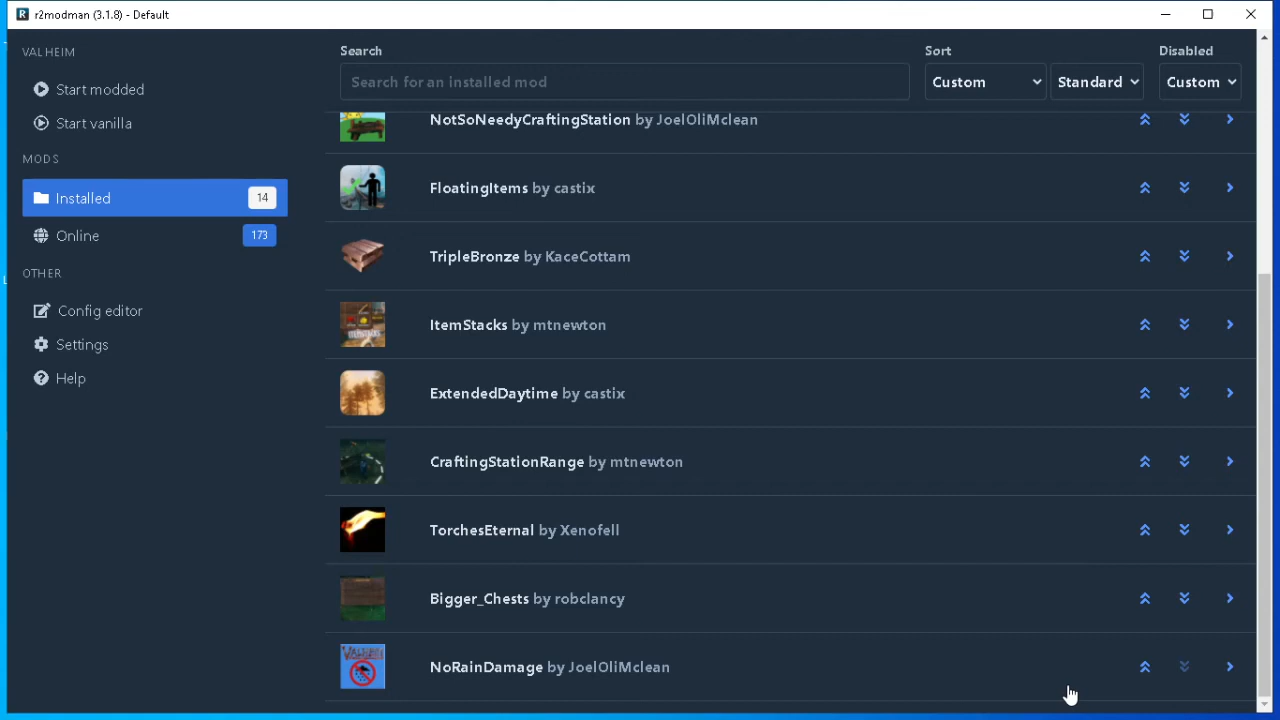 r2modman (3.1.8) - Default
VALHEIM
Start modded
Start vanilla
MODS
Installed 14
Online 173
OTHER
Config editor
Settings
Help
Search
Search for an installed mod
Sort
Custom
Standard
Disabled
Custom
NotSoNeedyCraftingStation by JoelOliMclean
FloatingItems by castix
TripleBronze by KaceCottam
ItemStacks by mtnewton
ExtendedDaytime by castix
CraftingStationRange by mtnewton
TorchesEternal by Xenofell
Bigger_Chests by robclancy
NoRainDamage by JoelOliMclean